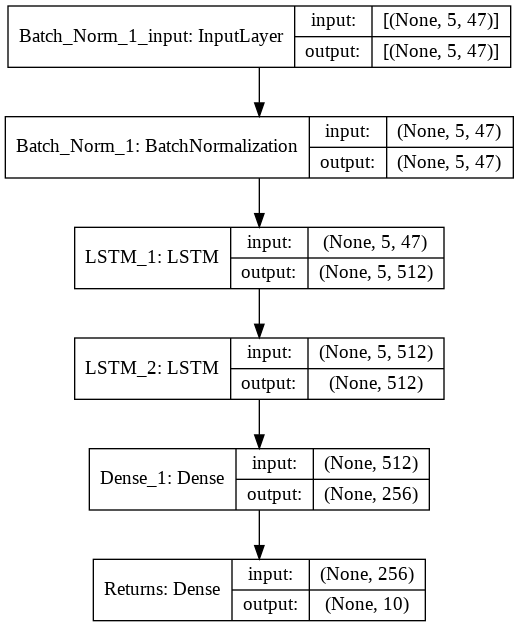 Batch_Norm_1_input: InputLayer
input:
[(None, 5, 47)]
output:
[(None, 5, 47)]
Batch_Norm_1: BatchNormalization
input:
(None, 5, 47)
output:
(None, 5, 47)
LSTM_1: LSTM
input:
(None, 5, 47)
output:
(None, 5, 512)
LSTM_2: LSTM
input:
(None, 5, 512)
output:
(None, 512)
Dense_1: Dense
input:
(None, 512)
output:
(None, 256)
Returns: Dense
input:
(None, 256)
output:
(None, 10)